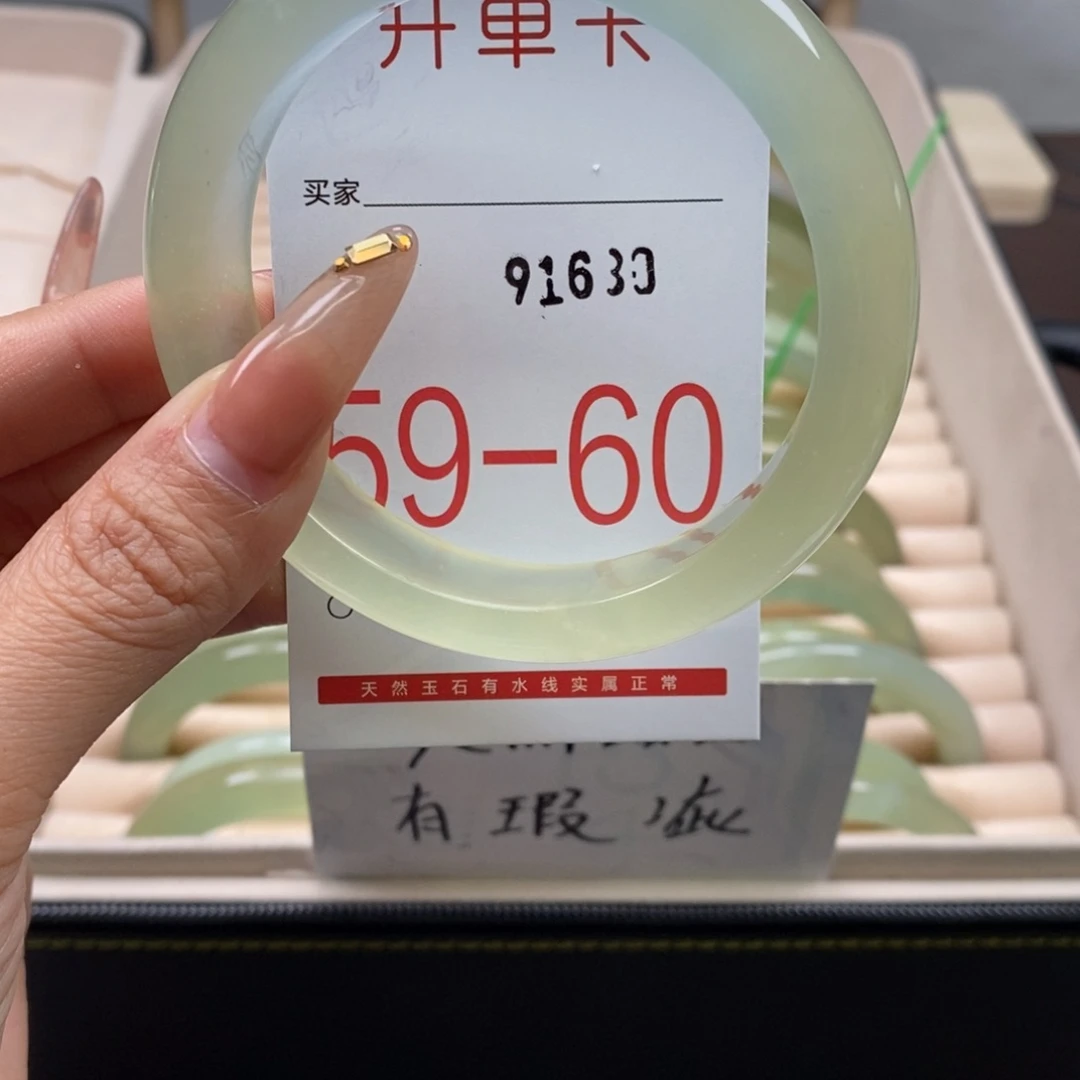 开单卡
买家
91630
59-60
天然玉石有水线实属正常
有瑕疵